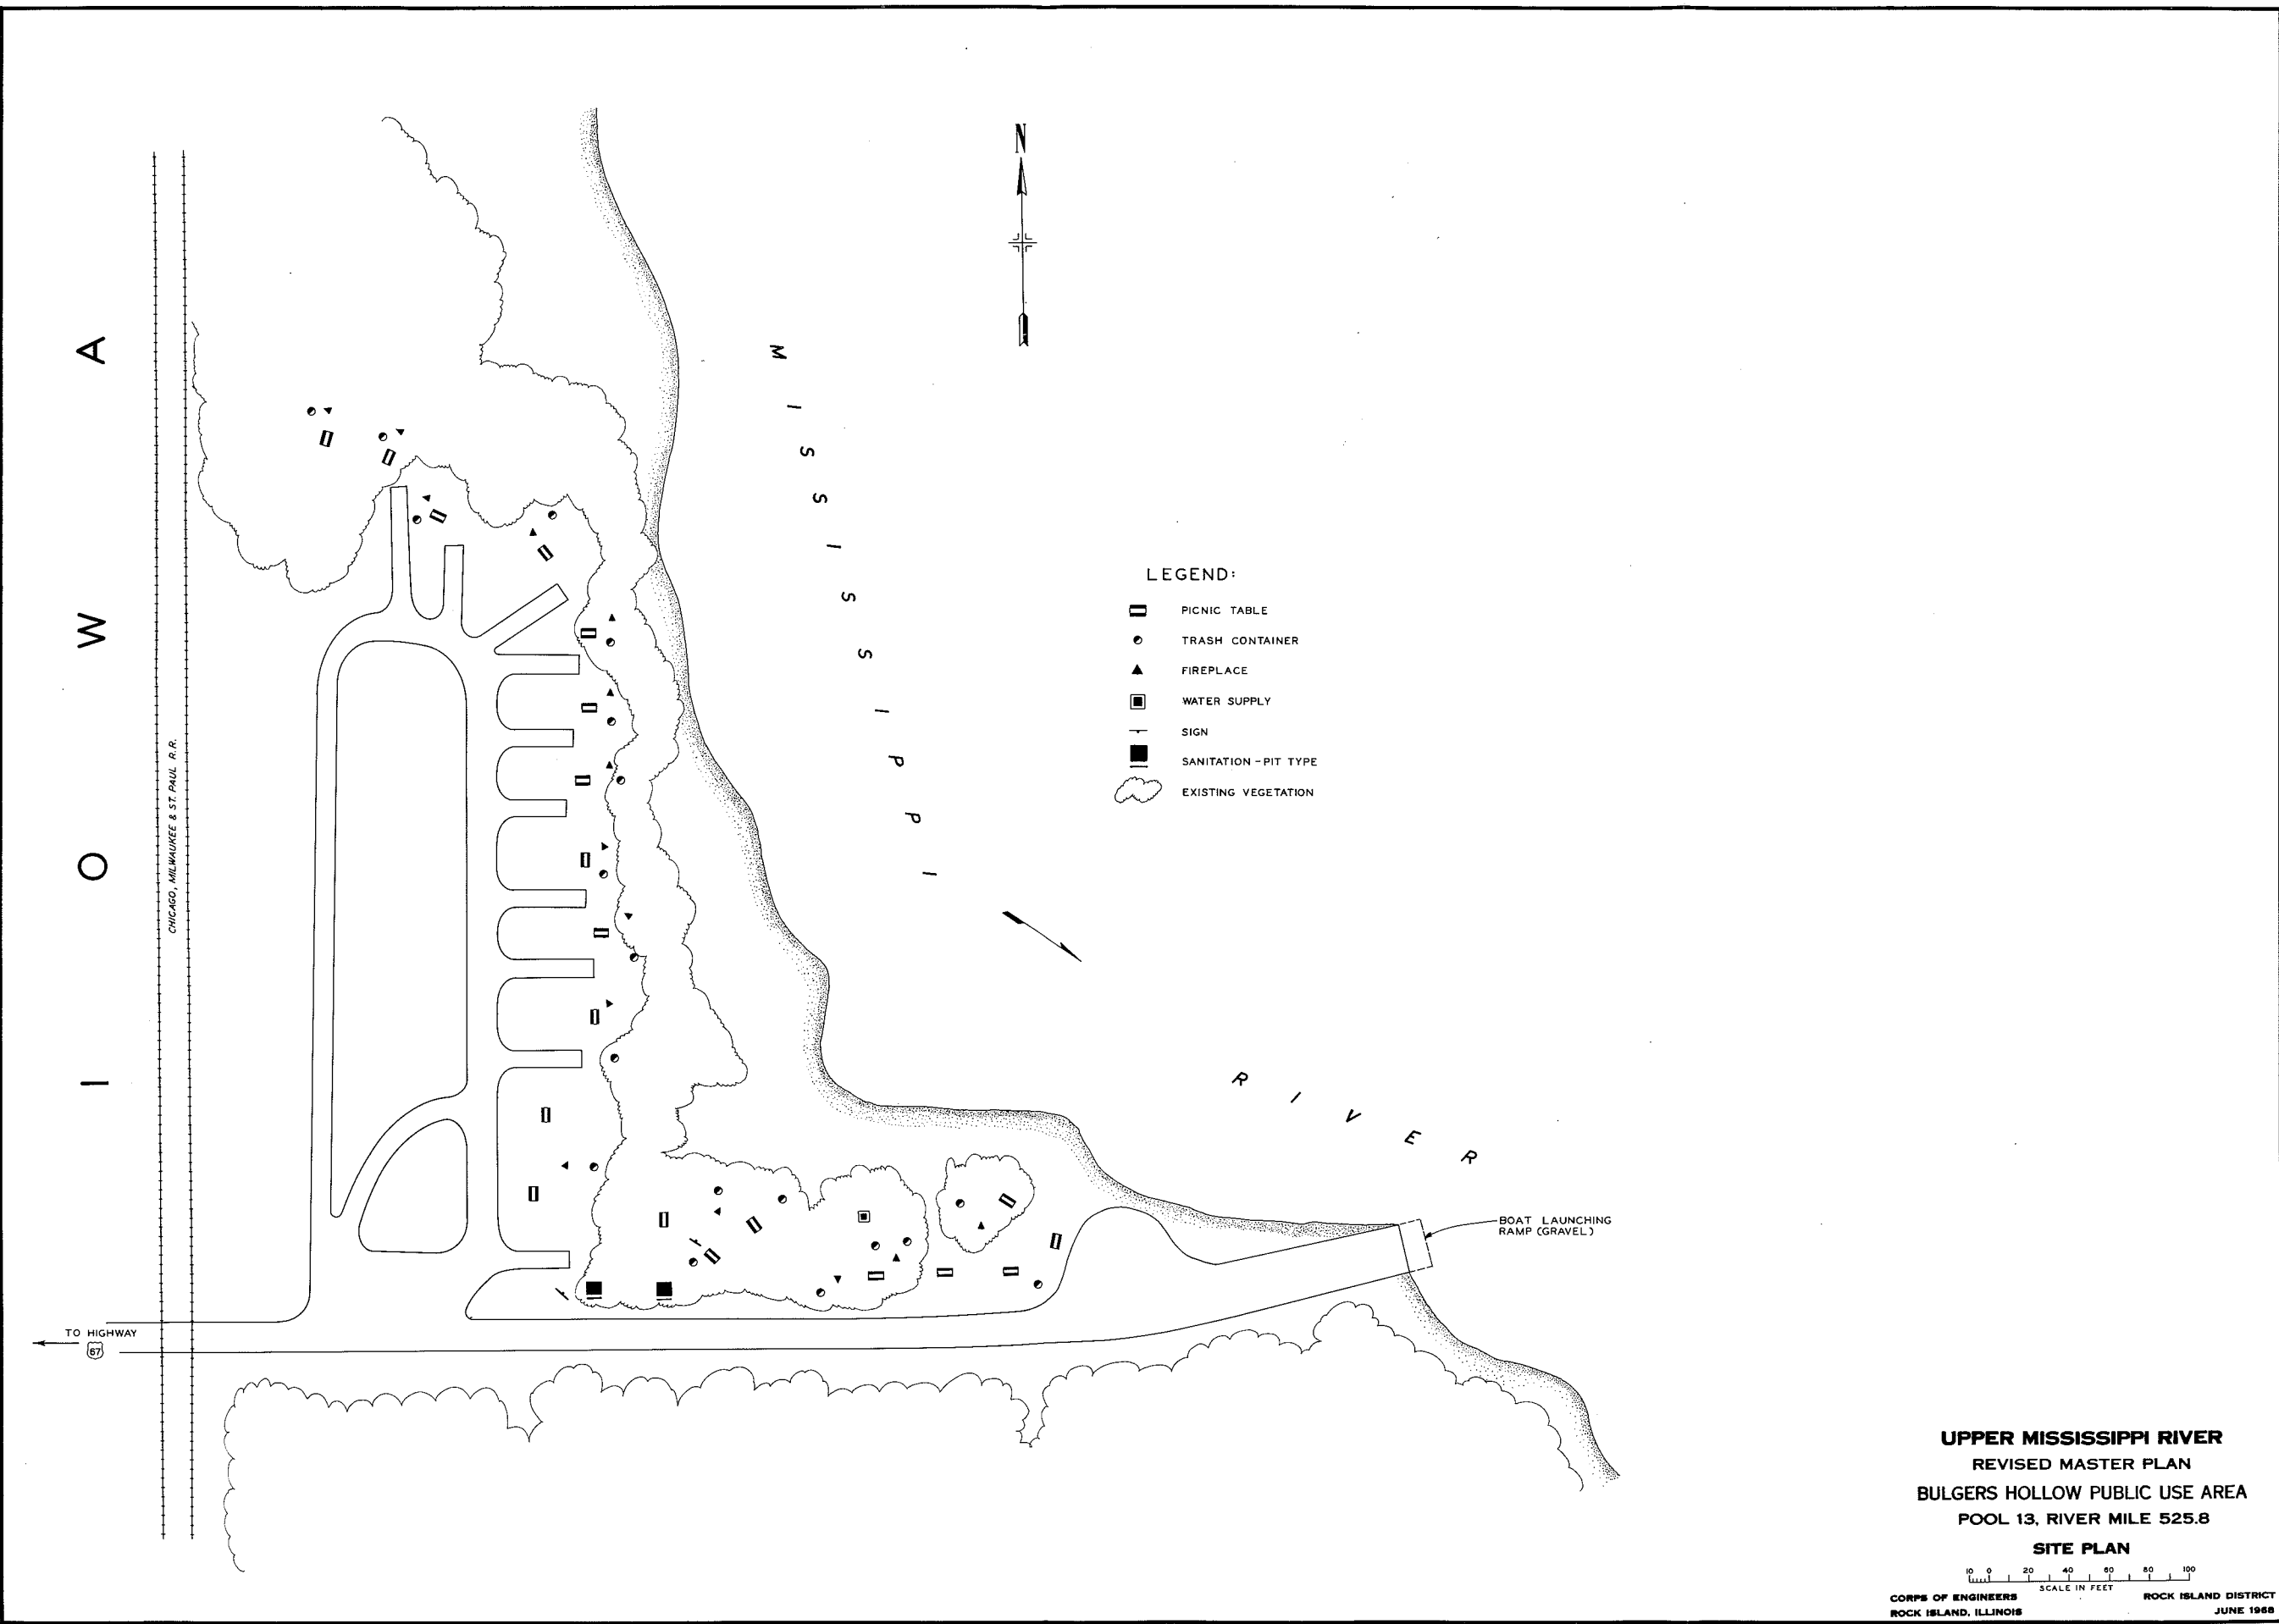 N
IOWA
CHICAGO, MILWAUKEE & ST. PAUL R.R.
MISSISSIPPI
RIVER
LEGEND:
PICNIC TABLE
TRASH CONTAINER
FIREPLACE
WATER SUPPLY
SIGN
SANITATION - PIT TYPE
EXISTING VEGETATION
BOAT LAUNCHING
RAMP (GRAVEL)
TO HIGHWAY
67
UPPER MISSISSIPPI RIVER
REVISED MASTER PLAN
BULGERS HOLLOW PUBLIC USE AREA
POOL 13, RIVER MILE 525.8
SITE PLAN
10 0 20 40 60 80 100
SCALE IN FEET
CORPS OF ENGINEERS ROCK ISLAND DISTRICT
ROCK ISLAND, ILLINOIS JUNE 1968